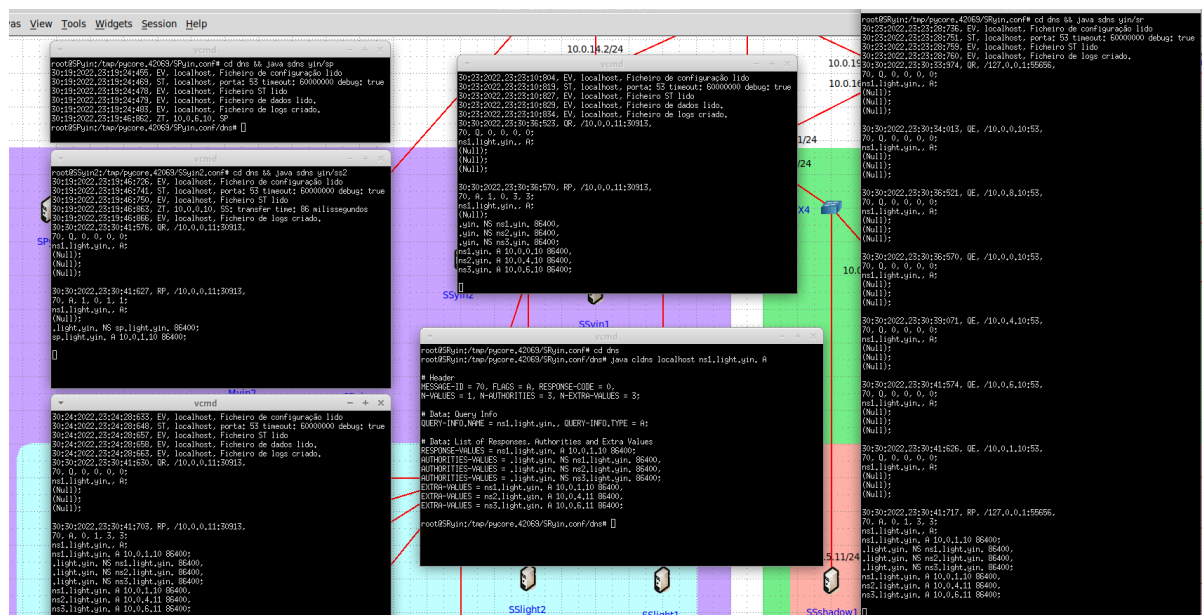 vas View Tools Widgets Session Help
vcmd
root@SPyin:/tmp/pycore.42069/SPyin.conf# cd dns && java sdns yin/sp
30:19:2022.23:19:24:456, EV, localhost, Ficheiro de configuração lido
30:19:2022.23:19:24:469, ST, localhost, porta: 53 timeout: 60000000 debug: true
30:19:2022.23:19:24:478, EV, localhost, Ficheiro ST lido
30:19:2022.23:19:24:479, EV, localhost, Ficheiro de dados lido.
30:19:2022.23:19:24:483, EV, localhost, Ficheiro de logs criado.
30:19:2022.23:19:46:862, ZT, 10.0.6.10, SP
root@SPyin:/tmp/pycore.42069/SPyin.conf/dns#
vcmd
root@SSyin2:/tmp/pycore.42069/SSyin2.conf# cd dns && java sdns yin/ss2
30:19:2022.23:19:46:726, EV, localhost, Ficheiro de configuração lido
30:19:2022.23:19:46:741, ST, localhost, porta: 53 timeout: 60000000 debug: true
30:19:2022.23:19:46:750, EV, localhost, Ficheiro ST lido
30:19:2022.23:19:46:863, ZT, 10.0.0.10, SS: transfer time: 86 milissegundos
30:19:2022.23:19:46:866, EV, localhost, Ficheiro de logs criado.
30:30:2022.23:30:41:576, QR, /10.0.0.11:30913,
70, Q, 0, 0, 0, 0;
ns1.light.yin., A;
(Null);
(Null);
(Null);
30:30:2022.23:30:41:627, RP, /10.0.0.11:30913,
70, A, 1, 0, 1, 1;
ns1.light.yin., A;
(Null);
.light.yin. NS sp.light.yin. 86400;
sp.light.yin. A 10.0.1.10 86400;
vcmd
30:24:2022.23:24:28:633, EV, localhost, Ficheiro de configuração lido
30:24:2022.23:24:28:648, ST, localhost, porta: 53 timeout: 60000000 debug: true
30:24:2022.23:24:28:657, EV, localhost, Ficheiro ST lido
30:24:2022.23:24:28:659, EV, localhost, Ficheiro de dados lido.
30:24:2022.23:24:28:663, EV, localhost, Ficheiro de logs criado.
30:30:2022.23:30:41:630, QR, /10.0.0.11:30913,
70, Q, 0, 0, 0, 0;
ns1.light.yin., A;
(Null);
(Null);
(Null);
30:30:2022.23:30:41:703, RP, /10.0.0.11:30913,
70, A, 0, 1, 3, 3;
ns1.light.yin., A;
ns1.light.yin. A 10.0.1.10 86400;
.light.yin. NS ns1.light.yin. 86400,
.light.yin. NS ns2.light.yin. 86400,
.light.yin. NS ns3.light.yin. 86400;
ns1.light.yin. A 10.0.1.10 86400,
ns2.light.yin. A 10.0.4.11 86400,
ns3.light.yin. A 10.0.6.11 86400;
10.0.14.2/24
vcmd
30:23:2022.23:23:10:804, EV, localhost, Ficheiro de configuração lido
30:23:2022.23:23:10:819, ST, localhost, porta: 53 timeout: 60000000 debug: true
30:23:2022.23:23:10:827, EV, localhost, Ficheiro ST lido
30:23:2022.23:23:10:829, EV, localhost, Ficheiro de dados lido.
30:23:2022.23:23:10:834, EV, localhost, Ficheiro de logs criado.
30:30:2022.23:30:36:523, QR, /10.0.0.11:30913,
70, Q, 0, 0, 0, 0;
ns1.light.yin., A;
(Null);
(Null);
(Null);
30:30:2022.23:30:36:570, RP, /10.0.0.11:30913,
70, A, 1, 0, 3, 3;
ns1.light.yin., A;
(Null);
.yin. NS ns1.yin. 86400,
.yin. NS ns2.yin. 86400,
.yin. NS ns3.yin. 86400;
ns1.yin. A 10.0.0.10 86400,
ns2.yin. A 10.0.4.10 86400,
ns3.yin. A 10.0.6.10 86400;
SSyin2
SSyin1
vcmd
root@SRyin:/tmp/pycore.42069/SRyin.conf# cd dns
root@SRyin:/tmp/pycore.42069/SRyin.conf/dns# java cldns localhost ns1.light.yin. A
# Header
MESSAGE-ID = 70, FLAGS = A, RESPONSE-CODE = 0,
N-VALUES = 1, N-AUTHORITIES = 3, N-EXTRA-VALUES = 3;
# Data: Query Info
QUERY-INFO.NAME = ns1.light.yin., QUERY-INFO.TYPE = A;
# Data: List of Responses, Authorities and Extra Values
RESPONSE-VALUES = ns1.light.yin. A 10.0.1.10 86400;
AUTHORITIES-VALUES = .light.yin. NS ns1.light.yin. 86400,
AUTHORITIES-VALUES = .light.yin. NS ns2.light.yin. 86400,
AUTHORITIES-VALUES = .light.yin. NS ns3.light.yin. 86400;
EXTRA-VALUES = ns1.light.yin. A 10.0.1.10 86400,
EXTRA-VALUES = ns2.light.yin. A 10.0.4.11 86400,
EXTRA-VALUES = ns3.light.yin. A 10.0.6.11 86400;
root@SRyin:/tmp/pycore.42069/SRyin.conf/dns#
SSlight2
SSlight1
10.0.15
10.0.16
1/24
/24
X4
10.0
.5.11/24
SSshadow1
root@SRyin:/tmp/pycore.42069/SRyin.conf# cd dns && java sdns yin/sr
30:23:2022.23:23:28:736, EV, localhost, Ficheiro de configuração lido
30:23:2022.23:23:28:751, ST, localhost, porta: 53 timeout: 60000000 debug: true
30:23:2022.23:23:28:759, EV, localhost, Ficheiro ST lido
30:23:2022.23:23:28:760, EV, localhost, Ficheiro de logs criado.
30:30:2022.23:30:33:974, QR, /127.0.0.1:55656,
70, Q, 0, 0, 0, 0;
ns1.light.yin., A;
(Null);
(Null);
(Null);
30:30:2022.23:30:34:013, QE, /10.0.0.10:53,
70, Q, 0, 0, 0, 0;
ns1.light.yin., A;
(Null);
(Null);
(Null);
30:30:2022.23:30:36:521, QE, /10.0.8.10:53,
70, Q, 0, 0, 0, 0;
ns1.light.yin., A;
(Null);
(Null);
(Null);
30:30:2022.23:30:36:570, QE, /10.0.0.10:53,
70, Q, 0, 0, 0, 0;
ns1.light.yin., A;
(Null);
(Null);
(Null);
30:30:2022.23:30:39:071, QE, /10.0.4.10:53,
70, Q, 0, 0, 0, 0;
ns1.light.yin., A;
(Null);
(Null);
(Null);
30:30:2022.23:30:41:574, QE, /10.0.6.10:53,
70, Q, 0, 0, 0, 0;
ns1.light.yin., A;
(Null);
(Null);
(Null);
30:30:2022.23:30:41:626, QE, /10.0.1.10:53,
70, Q, 0, 0, 0, 0;
ns1.light.yin., A;
(Null);
(Null);
(Null);
30:30:2022.23:30:41:717, RP, /127.0.0.1:55656,
70, A, 0, 1, 3, 3;
ns1.light.yin., A;
ns1.light.yin. A 10.0.1.10 86400;
.light.yin. NS ns1.light.yin. 86400,
.light.yin. NS ns2.light.yin. 86400,
.light.yin. NS ns3.light.yin. 86400;
ns1.light.yin. A 10.0.1.10 86400,
ns2.light.yin. A 10.0.4.11 86400,
ns3.light.yin. A 10.0.6.11 86400;